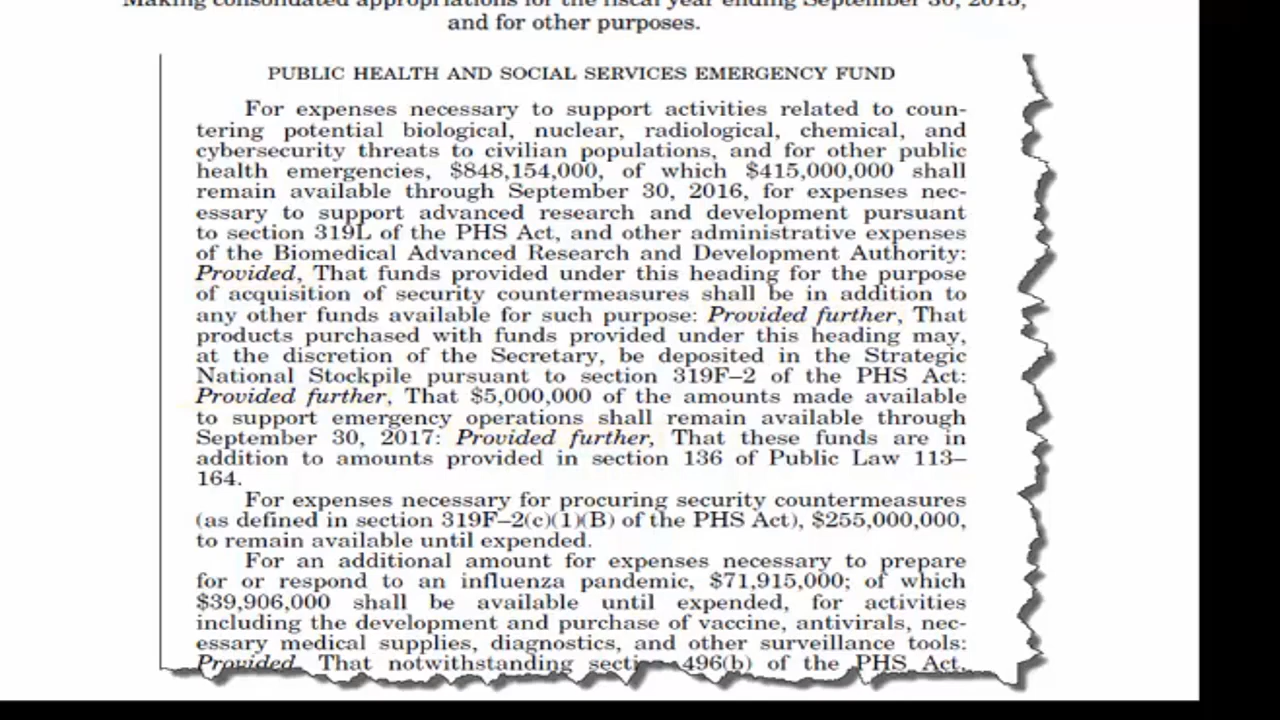 Making consolidated appropriations for the fiscal year ending September 30, 2015,
and for other purposes.
PUBLIC HEALTH AND SOCIAL SERVICES EMERGENCY FUND
For expenses necessary to support activities related to coun-
tering potential biological, nuclear, radiological, chemical, and
cybersecurity threats to civilian populations, and for other public
health emergencies, $848,154,000, of which $415,000,000 shall
remain available through September 30, 2016, for expenses nec-
essary to support advanced research and development pursuant
to section 319L of the PHS Act, and other administrative expenses
of the Biomedical Advanced Research and Development Authority:
Provided, That funds provided under this heading for the purpose
of acquisition of security countermeasures shall be in addition to
any other funds available for such purpose: Provided further, That
products purchased with funds provided under this heading may,
at the discretion of the Secretary, be deposited in the Strategic
National Stockpile pursuant to section 319F–2 of the PHS Act:
Provided further, That $5,000,000 of the amounts made available
to support emergency operations shall remain available through
September 30, 2017: Provided further, That these funds are in
addition to amounts provided in section 136 of Public Law 113–
164.
For expenses necessary for procuring security countermeasures
(as defined in section 319F–2(c)(1)(B) of the PHS Act), $255,000,000,
to remain available until expended.
For an additional amount for expenses necessary to prepare
for or respond to an influenza pandemic, $71,915,000; of which
$39,906,000 shall be available until expended, for activities
including the development and purchase of vaccine, antivirals, nec-
essary medical supplies, diagnostics, and other surveillance tools:
Provided, That notwithstanding section 496(b) of the PHS Act,